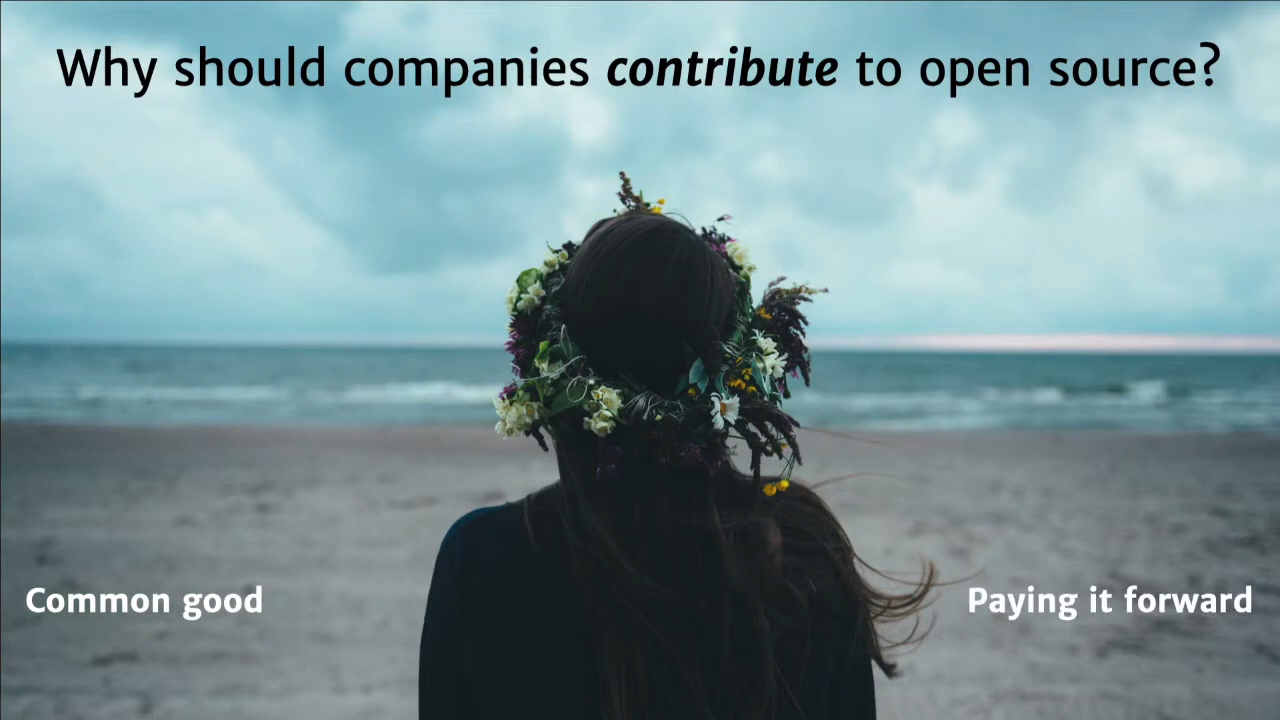 Why should companies contribute to open source?
Common good
Paying it forward